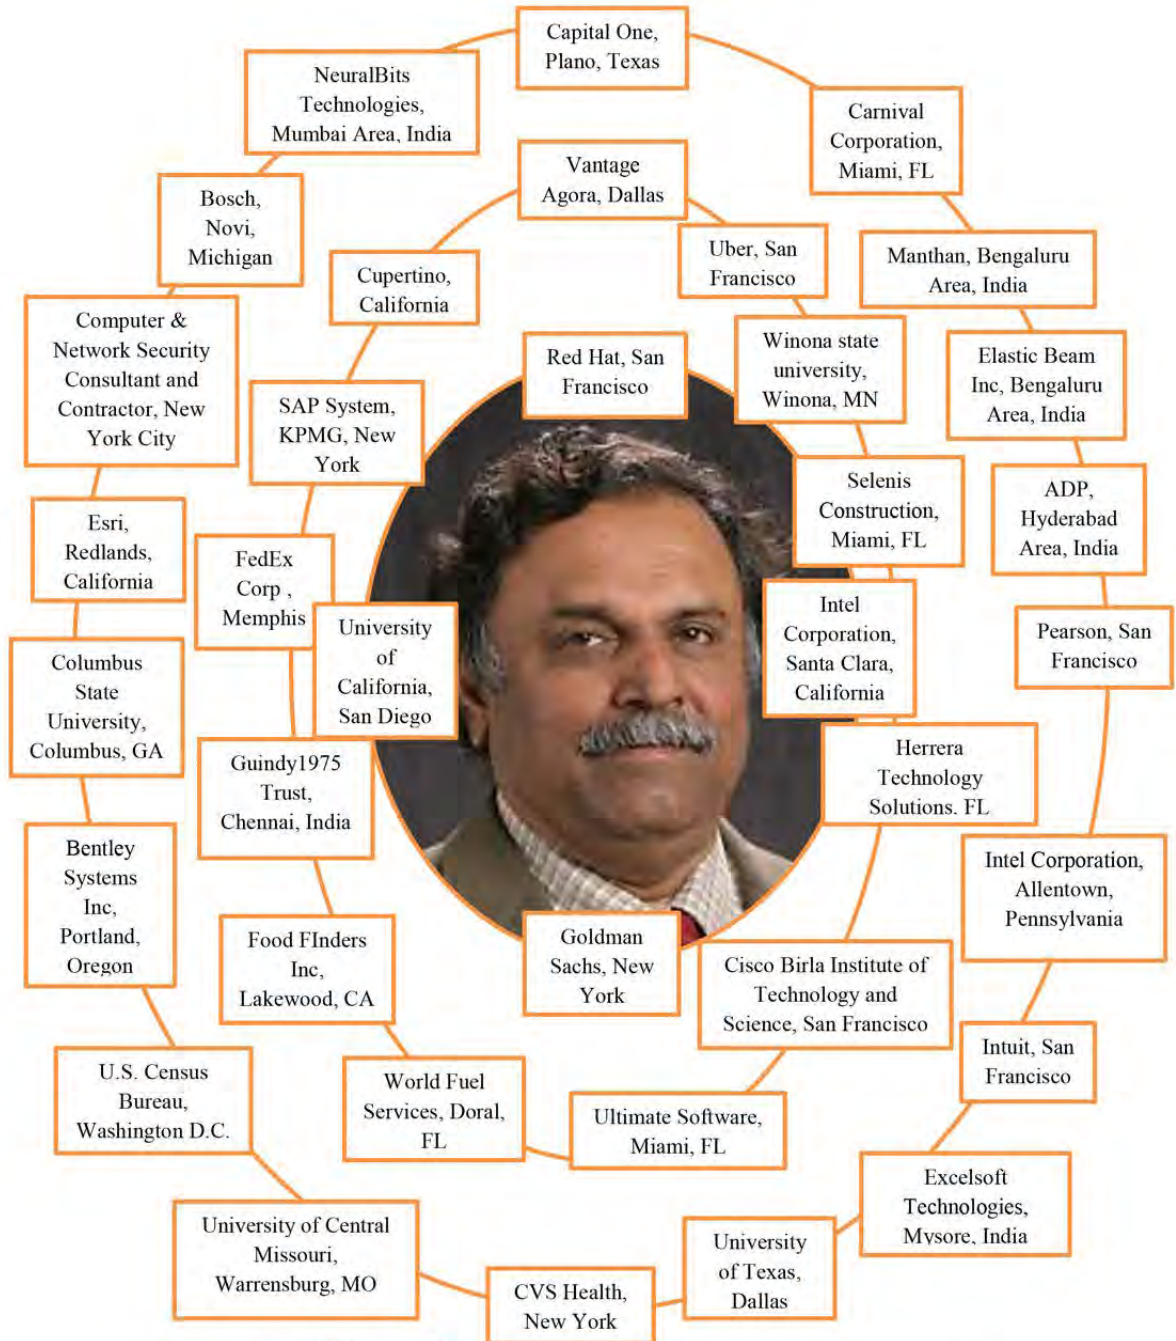 Capital One,
Plano, Texas
NeuralBits
Technologies,
Mumbai Area, India
Carnival
Corporation,
Miami, FL
Vantage
Agora, Dallas
Bosch,
Novi,
Michigan
Uber, San
Francisco
Manthan, Bengaluru
Area, India
Cupertino,
California
Computer &
Network Security
Consultant and
Contractor, New
York City
Red Hat, San
Francisco
Winona state
university,
Winona, MN
Elastic Beam
Inc, Bengaluru
Area, India
SAP System,
KPMG, New
York
Selenis
Construction,
Miami, FL
ADP,
Hyderabad
Area, India
Esri,
Redlands,
California
FedEx
Corp ,
Memphis
University
of
California,
San Diego
Intel
Corporation,
Santa Clara,
California
Pearson, San
Francisco
Columbus
State
University,
Columbus, GA
Guindy1975
Trust,
Chennai, India
Herrera
Technology
Solutions. FL
Bentley
Systems
Inc,
Portland,
Oregon
Intel Corporation,
Allentown,
Pennsylvania
Food FInders
Inc,
Lakewood, CA
Goldman
Sachs, New
York
Cisco Birla Institute of
Technology and
Science, San Francisco
Intuit, San
Francisco
U.S. Census
Bureau,
Washington D.C.
World Fuel
Services, Doral,
FL
Ultimate Software,
Miami, FL
Excelsoft
Technologies,
Mysore, India
University of Central
Missouri,
Warrensburg, MO
University
of Texas,
Dallas
CVS Health,
New York